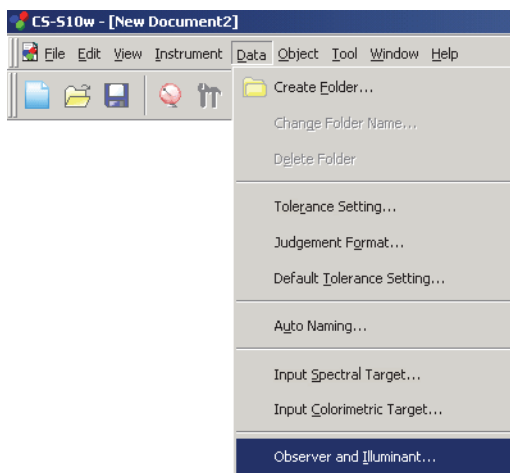 CS-S10w - [New Document2]
File Edit View Instrument Data Object Tool Window Help
Create Folder...
Change Folder Name...
Delete Folder
Tolerance Setting...
Judgement Format...
Default Tolerance Setting...
Auto Naming...
Input Spectral Target...
Input Colorimetric Target...
Observer and Illuminant...